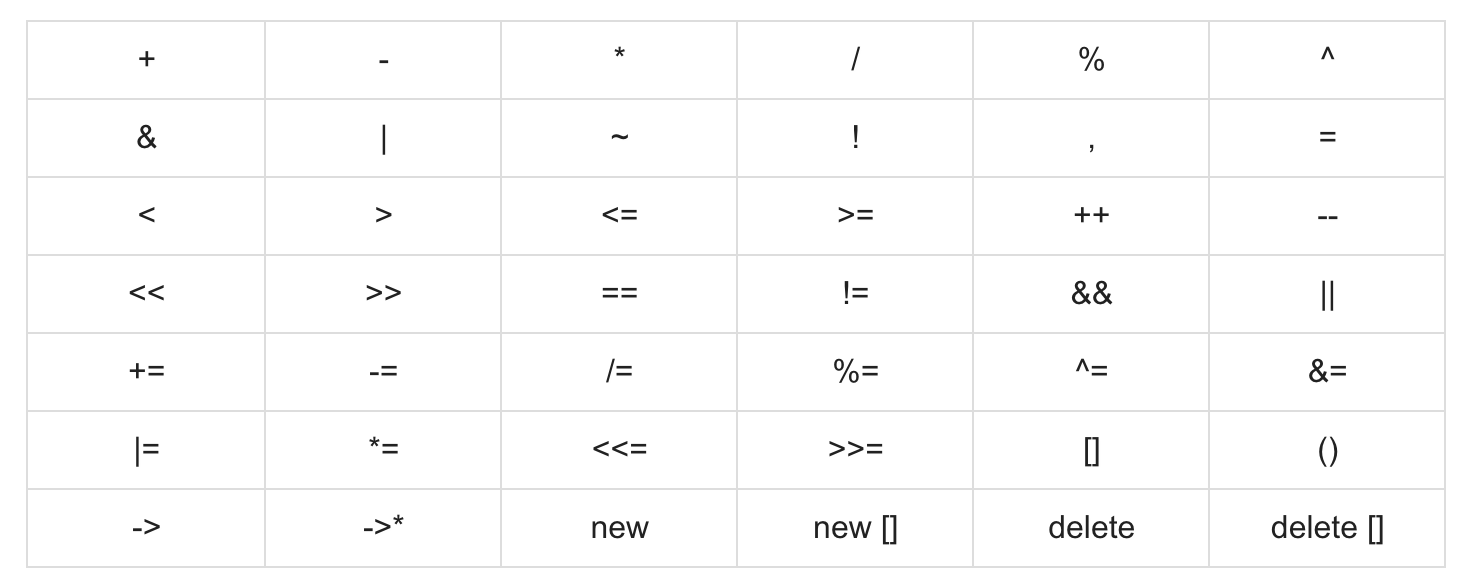 + - * / % ^
& | ~ ! , =
< > <= >= ++ --
<< >> == != && ||
+= -= /= %= ^= &=
|= *= <<= >>= [] ()
-> ->* new new [] delete delete []